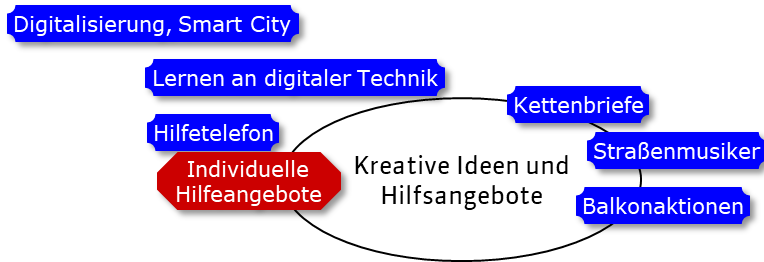 Digitalisierung, Smart City
Lernen an digitaler Technik
Kettenbriefe
Hilfetelefon
Straßenmusiker
Individuelle
Hilfeangebote
Kreative Ideen und
Hilfsangebote
Balkonaktionen